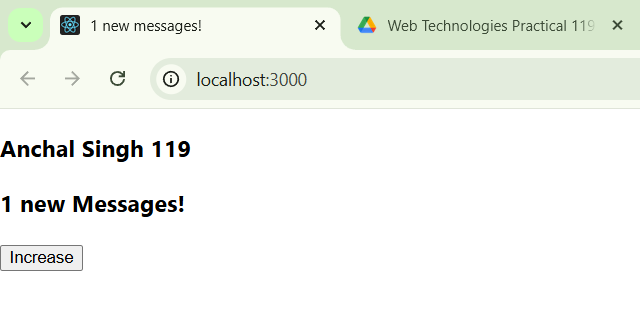 1 new messages!
Web Technologies Practical 119
localhost:3000
Anchal Singh 119
1 new Messages!
Increase